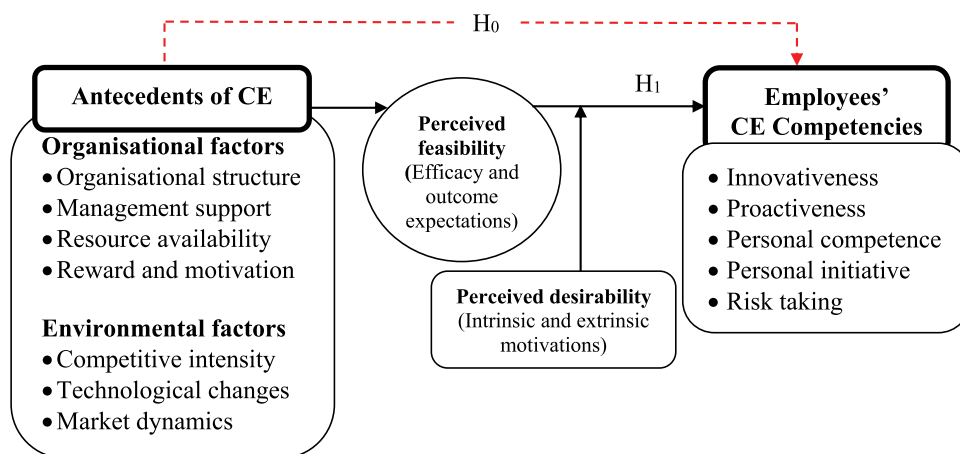 H₀
Antecedents of CE
Organisational factors
• Organisational structure
• Management support
• Resource availability
• Reward and motivation
Environmental factors
• Competitive intensity
• Technological changes
• Market dynamics
Perceived
feasibility
(Efficacy and
outcome
expectations)
H₁
Perceived desirability
(Intrinsic and extrinsic
motivations)
Employees’
CE Competencies
• Innovativeness
• Proactiveness
• Personal competence
• Personal initiative
• Risk taking